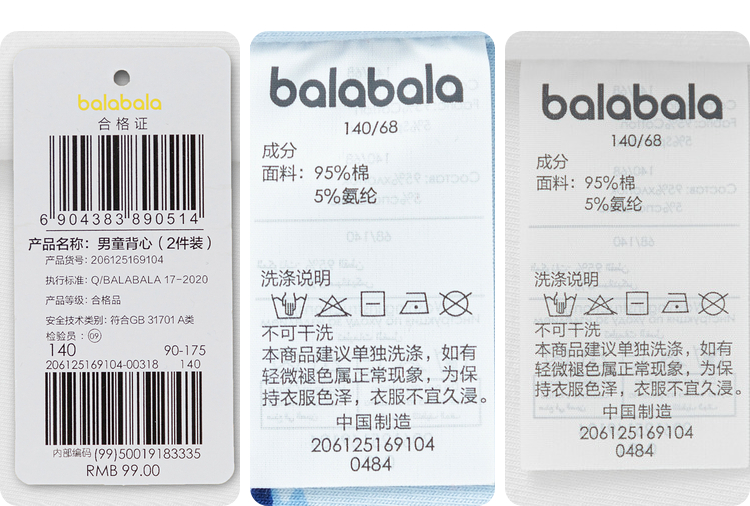 balabala
合格证
6 904383 890514
产品名称：男童背心（2件装）
产品货号：206125169104
执行标准：Q/BALABALA 17-2020
产品等级：合格品
安全技术类别：符合GB 31701 A类
检验员：09
140 90-175
206125169104-00318 140
内部编码 (99)50019183335
RMB 99.00
balabala
140/68
成分
面料：95%棉
5%氨纶
洗涤说明
不可干洗
本商品建议单独洗涤，如有
轻微褪色属正常现象，为保
持衣服色泽，衣服不宜久浸。
中国制造
206125169104
0484
balabala
140/68
成分
面料：95%棉
5%氨纶
洗涤说明
不可干洗
本商品建议单独洗涤，如有
轻微褪色属正常现象，为保
持衣服色泽，衣服不宜久浸。
中国制造
206125169104
0484